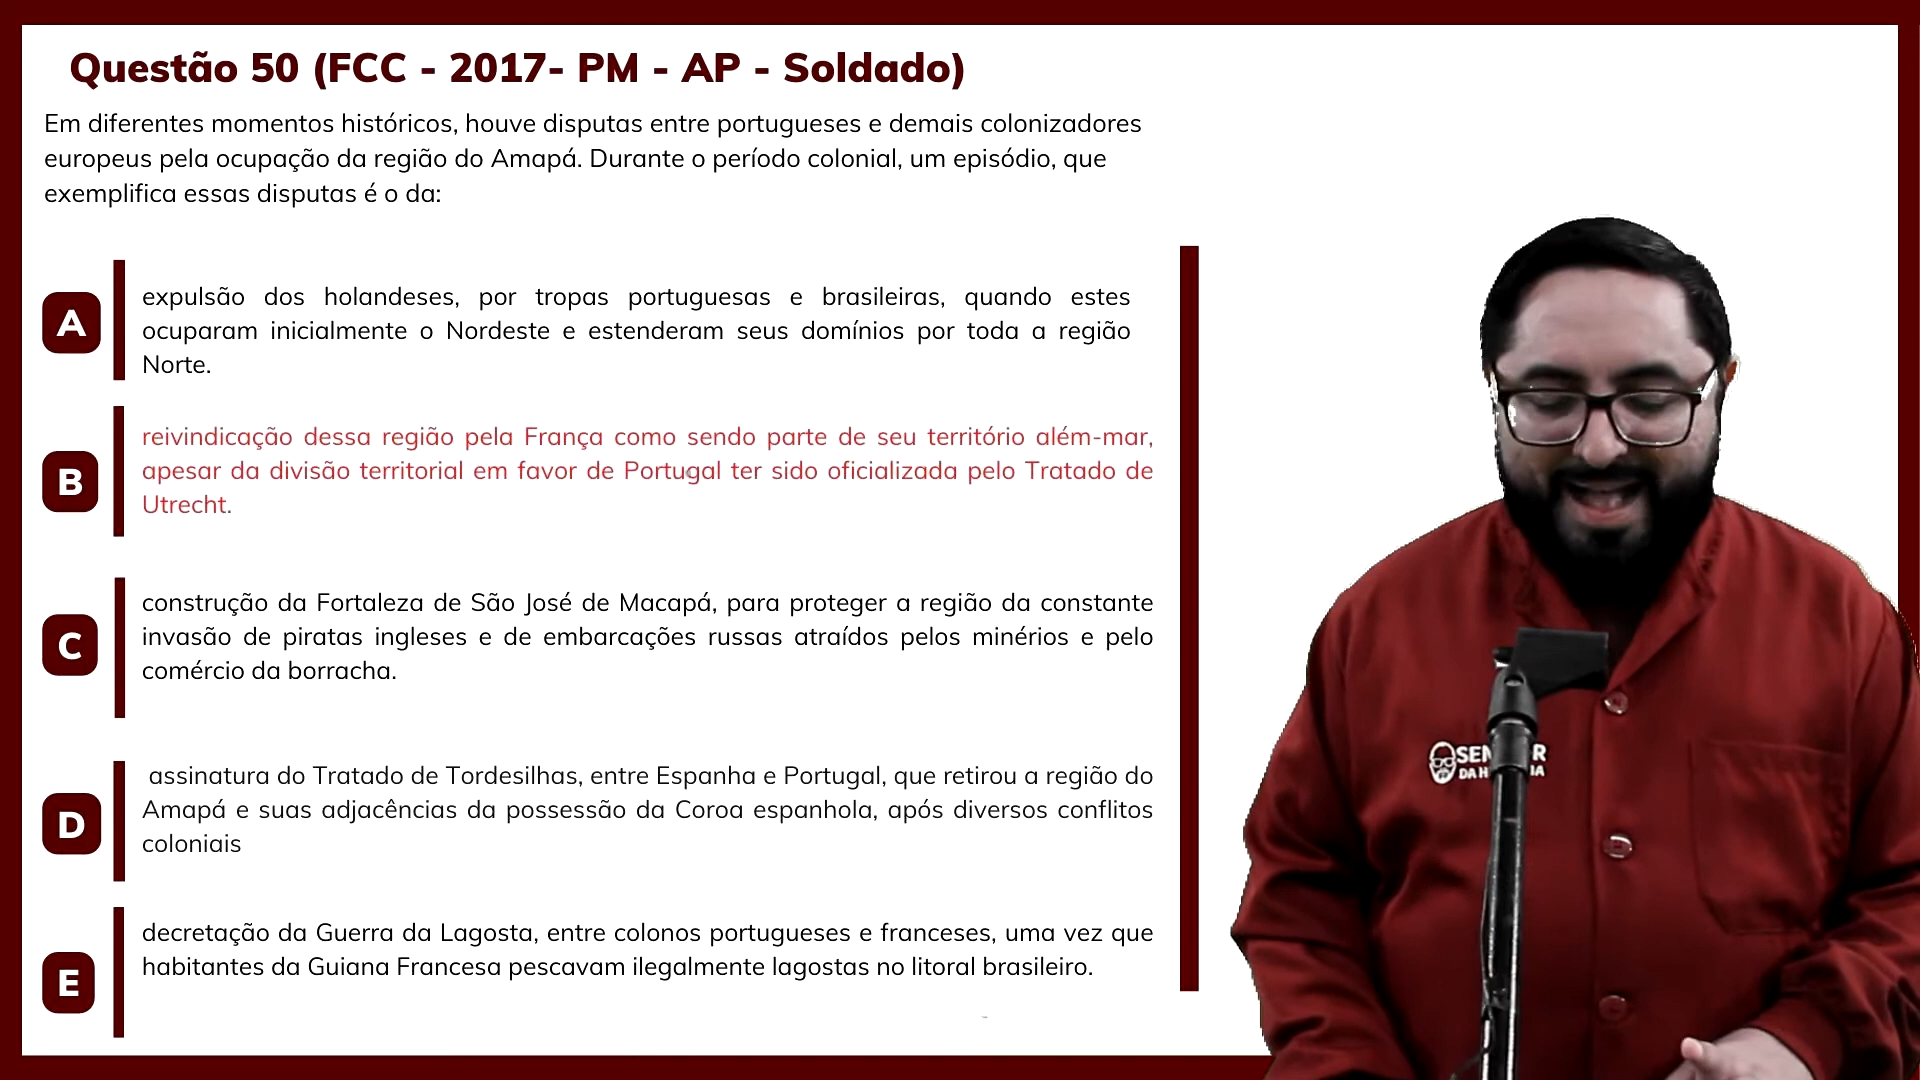 Questão 50 (FCC - 2017- PM - AP - Soldado)
Em diferentes momentos históricos, houve disputas entre portugueses e demais colonizadores
europeus pela ocupação da região do Amapá. Durante o período colonial, um episódio, que
exemplifica essas disputas é o da:
A
expulsão dos holandeses, por tropas portuguesas e brasileiras, quando estes
ocuparam inicialmente o Nordeste e estenderam seus domínios por toda a região
Norte.
B
reivindicação dessa região pela França como sendo parte de seu território além-mar,
apesar da divisão territorial em favor de Portugal ter sido oficializada pelo Tratado de
Utrecht.
C
construção da Fortaleza de São José de Macapá, para proteger a região da constante
invasão de piratas ingleses e de embarcações russas atraídos pelos minérios e pelo
comércio da borracha.
D
assinatura do Tratado de Tordesilhas, entre Espanha e Portugal, que retirou a região do
Amapá e suas adjacências da possessão da Coroa espanhola, após diversos conflitos
coloniais
E
decretação da Guerra da Lagosta, entre colonos portugueses e franceses, uma vez que
habitantes da Guiana Francesa pescavam ilegalmente lagostas no litoral brasileiro.